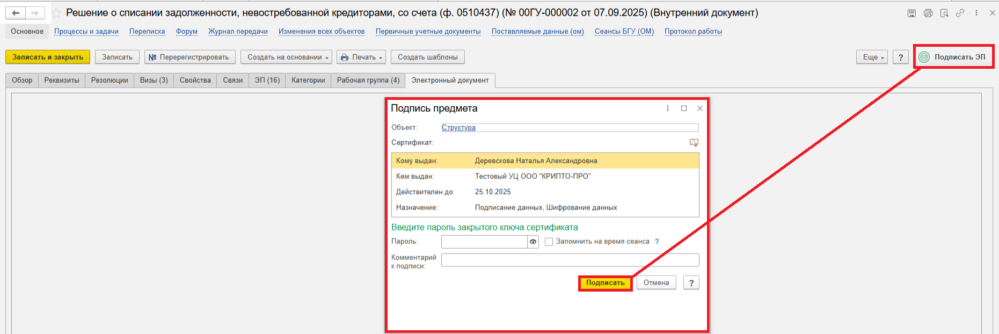 Решение о списании задолженности, невостребованной кредиторами, со счета (ф. 0510437) (№ 00ГУ-000002 от 07.09.2025) (Внутренний документ)
Основное Процессы и задачи Переписка Форум Журнал передачи Изменения всех объектов Первичные учетные документы Поставляемые данные (ом) Сеансы БГУ (ОМ) Протокол работы
Записать и закрыть Записать № Перерегистрировать Создать на основании Печать Создать шаблоны Еще ? Подписать ЭП
Обзор Реквизиты Резолюции Визы (3) Свойства Связи ЭП (16) Категории Рабочая группа (4) Электронный документ
Подпись предмета
Объект: Структура
Сертификат:
Кому выдан: Деревскова Наталья Александровна
Кем выдан: Тестовый УЦ ООО "КРИПТО-ПРО"
Действителен до: 25.10.2025
Назначение: Подписание данных, Шифрование данных
Введите пароль закрытого ключа сертификата
Пароль: Запомнить на время сеанса ?
Комментарий
к подписи:
Подписать Отмена ?